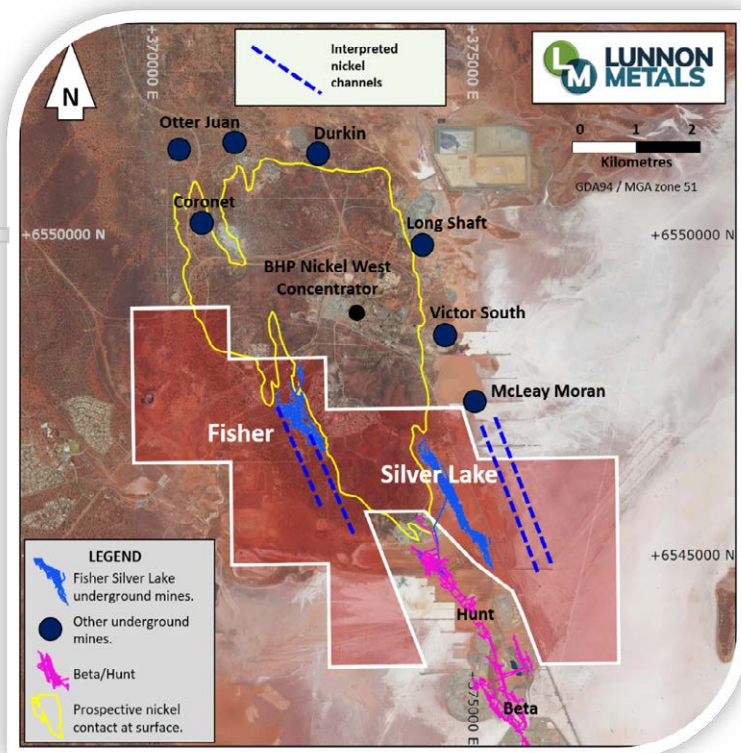 +370000 E
+375000 E
Interpreted
nickel
channels
LM
LUNNON
METALS
N
0 1 2
Kilometres
GDA94 / MGA zone 51
Otter Juan
Durkin
Coronet
+6550000 N
Long Shaft
+6550000 N
BHP Nickel West
Concentrator
Victor South
McLeay Moran
Fisher
Silver Lake
+6545000 N
LEGEND
Fisher Silver Lake
underground mines.
Other underground
mines.
Beta/Hunt
Prospective nickel
contact at surface.
Hunt
Beta
+375000 E